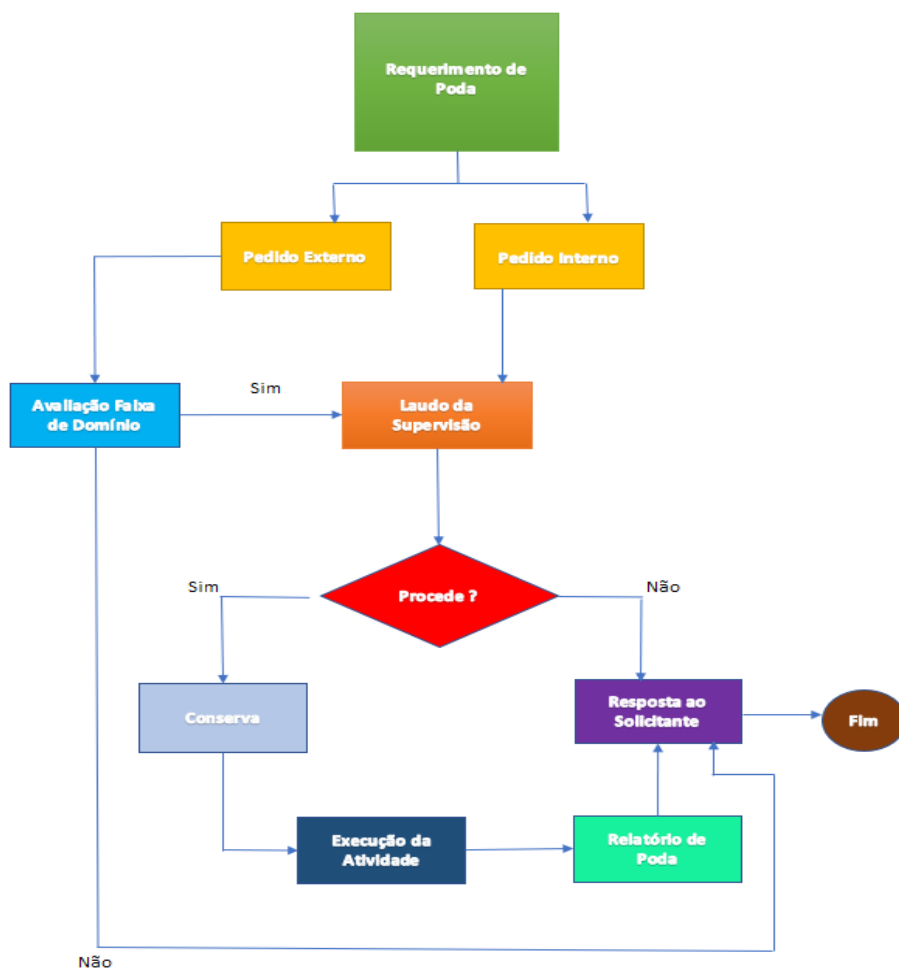 Requerimento de
Poda
Pedido Externo
Pedido Interno
Sim
Avaliação Faixa
de Domínio
Laudo da
Supervisão
Sim
Procede ?
Não
Conserva
Resposta ao
Solicitante
Fim
Execução da
Atividade
Relatório de
Poda
Não